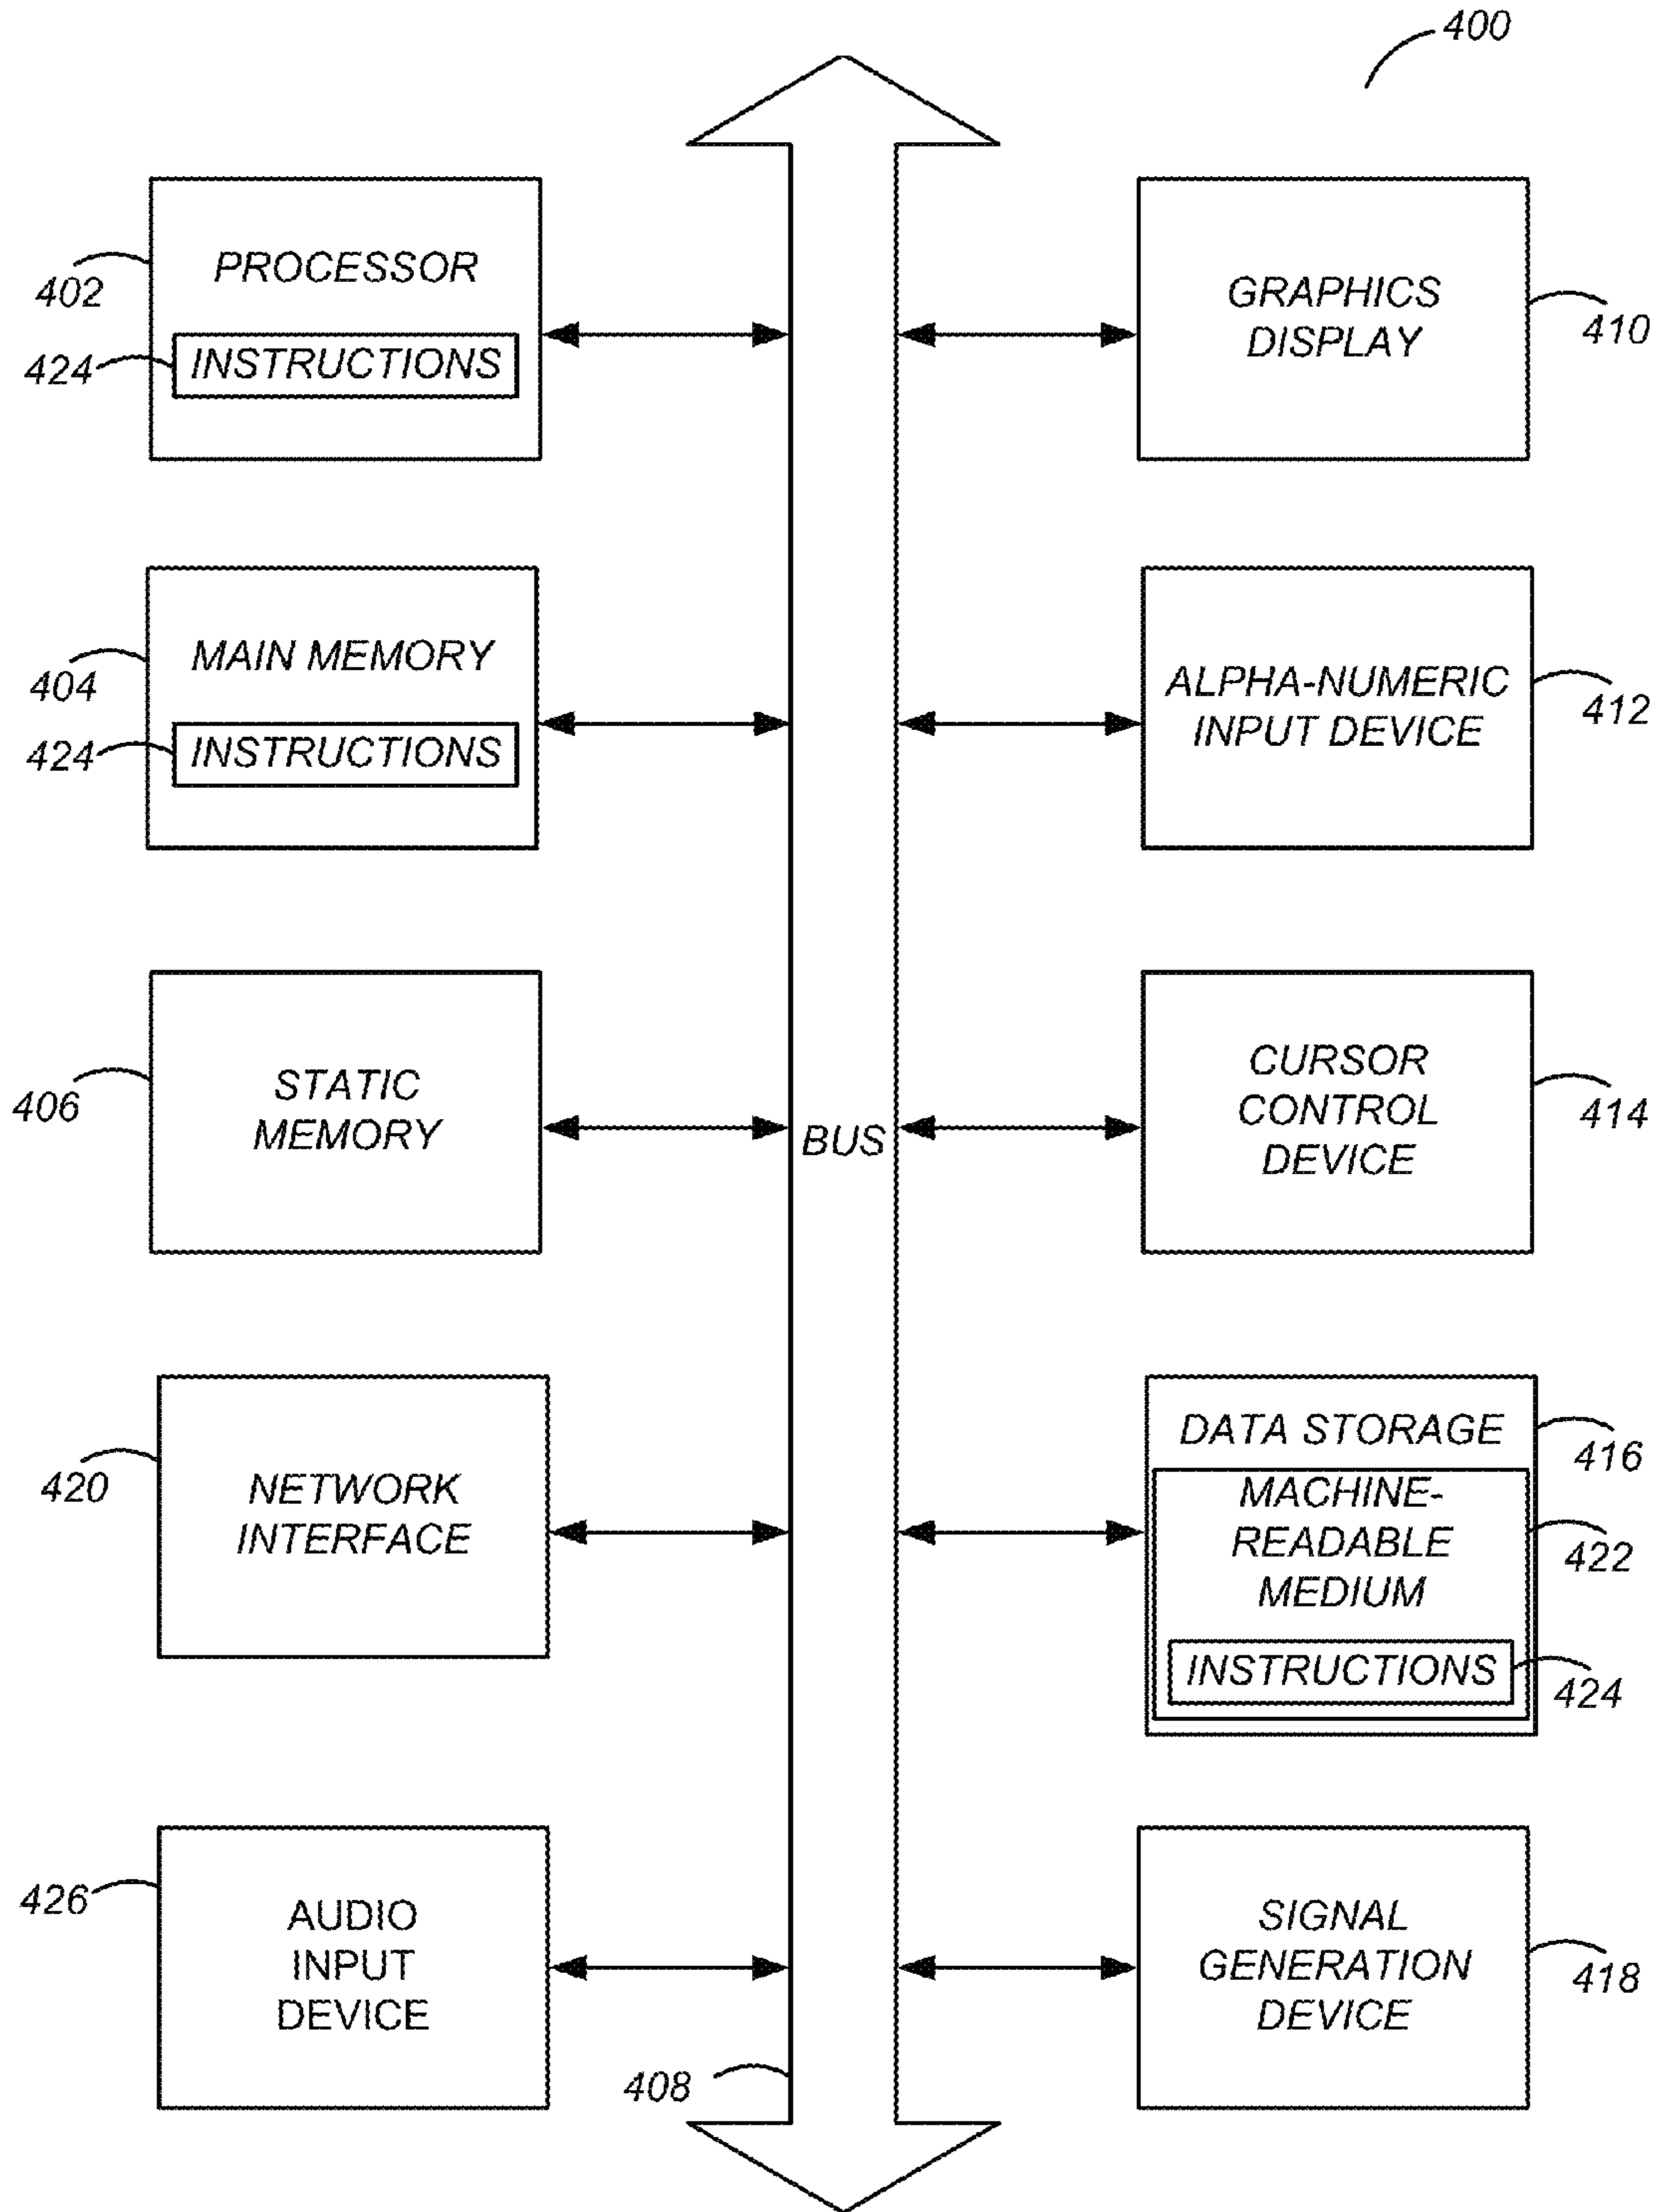 400
PROCESSOR
402
INSTRUCTIONS
424
MAIN MEMORY
404
INSTRUCTIONS
424
STATIC
MEMORY
406
NETWORK
INTERFACE
420
AUDIO
INPUT
DEVICE
426
BUS
408
GRAPHICS
DISPLAY
410
ALPHA-NUMERIC
INPUT DEVICE
412
CURSOR
CONTROL
DEVICE
414
DATA STORAGE
416
MACHINE-
READABLE
MEDIUM
422
INSTRUCTIONS
424
SIGNAL
GENERATION
DEVICE
418